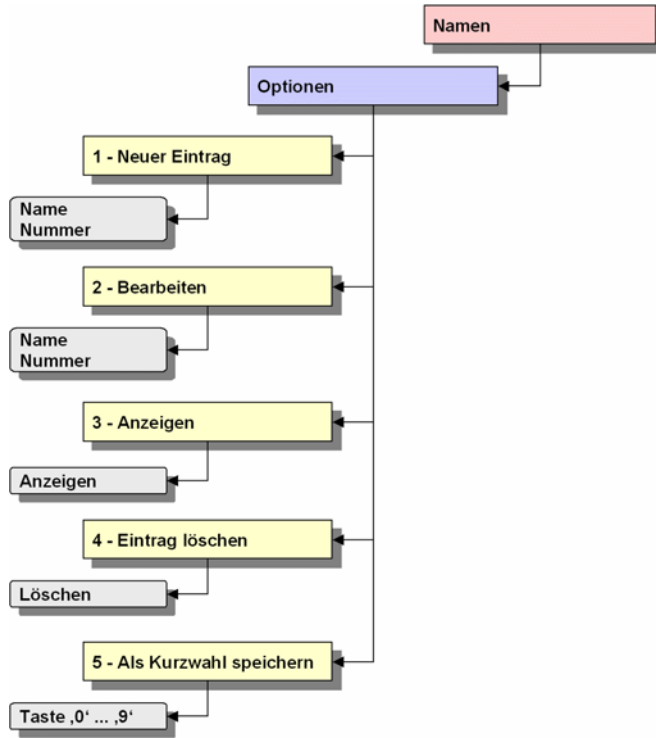 Namen
Optionen
1 - Neuer Eintrag
Name
Nummer
2 - Bearbeiten
Name
Nummer
3 - Anzeigen
Anzeigen
4 - Eintrag löschen
Löschen
5 - Als Kurzwahl speichern
Taste ‚0‘ ... ‚9‘